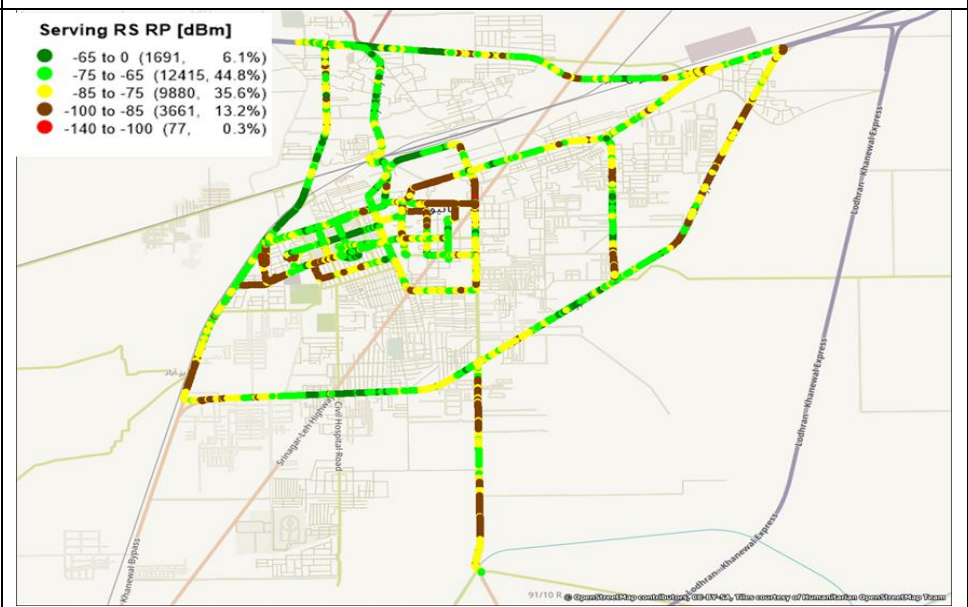 Serving RS RP [dBm]
-65 to 0 (1691, 6.1%)
-75 to -65 (12415, 44.8%)
-85 to -75 (9880, 35.6%)
-100 to -85 (3661, 13.2%)
-140 to -100 (77, 0.3%)
Lodhran-Khanewal Express
Lodhran-Khanewal Express
Srinagar-Leh Highway
Civil Hospital Road
Khanewal Bypass
Lodhran-Khanewal Express
91/10 R
© OpenStreetMap contributors, CC-BY-SA, Tiles courtesy of Humanitarian OpenStreetMap Team